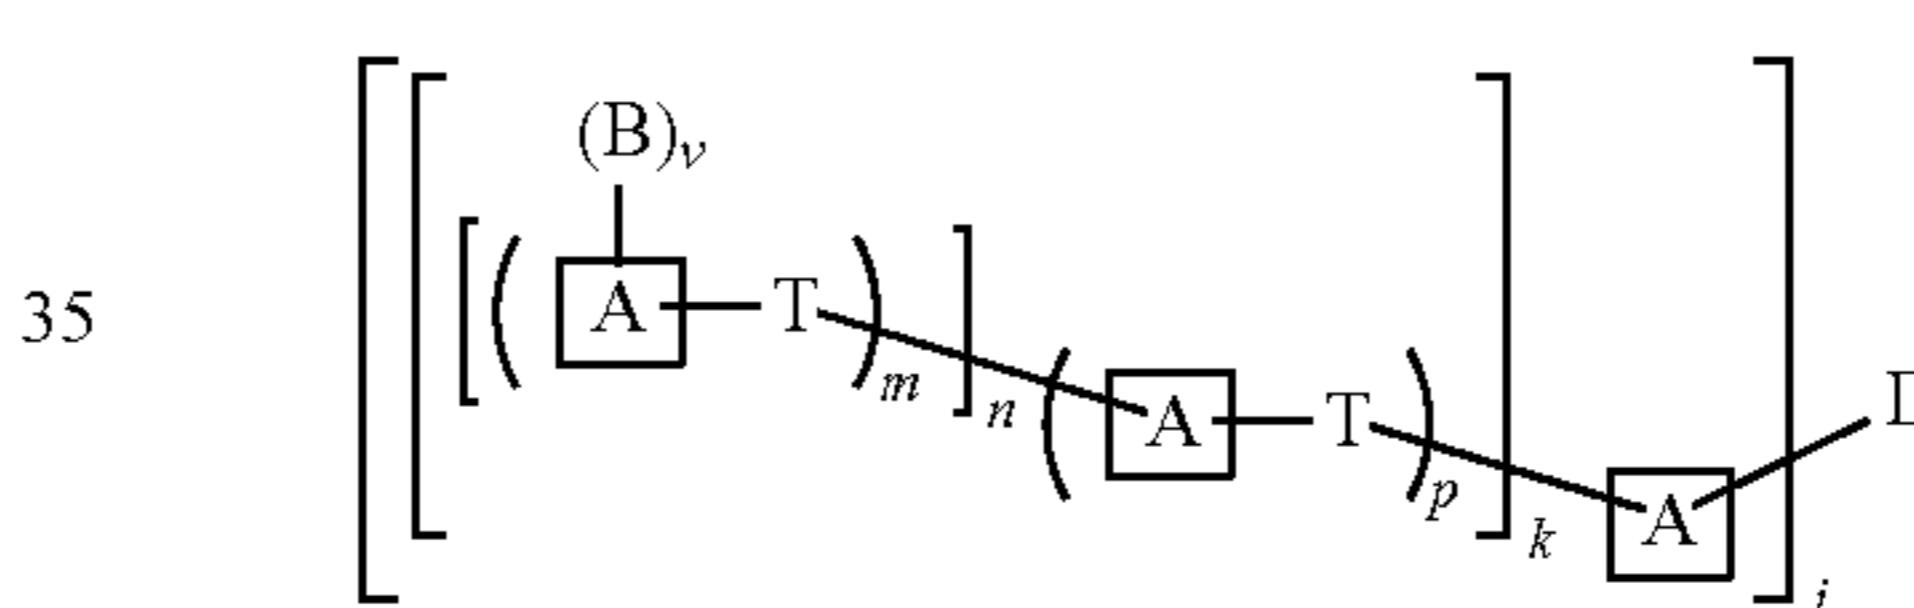 (B)v
35 [ [ [ ( A — T )m ]n ( A — T )p ]k A ]